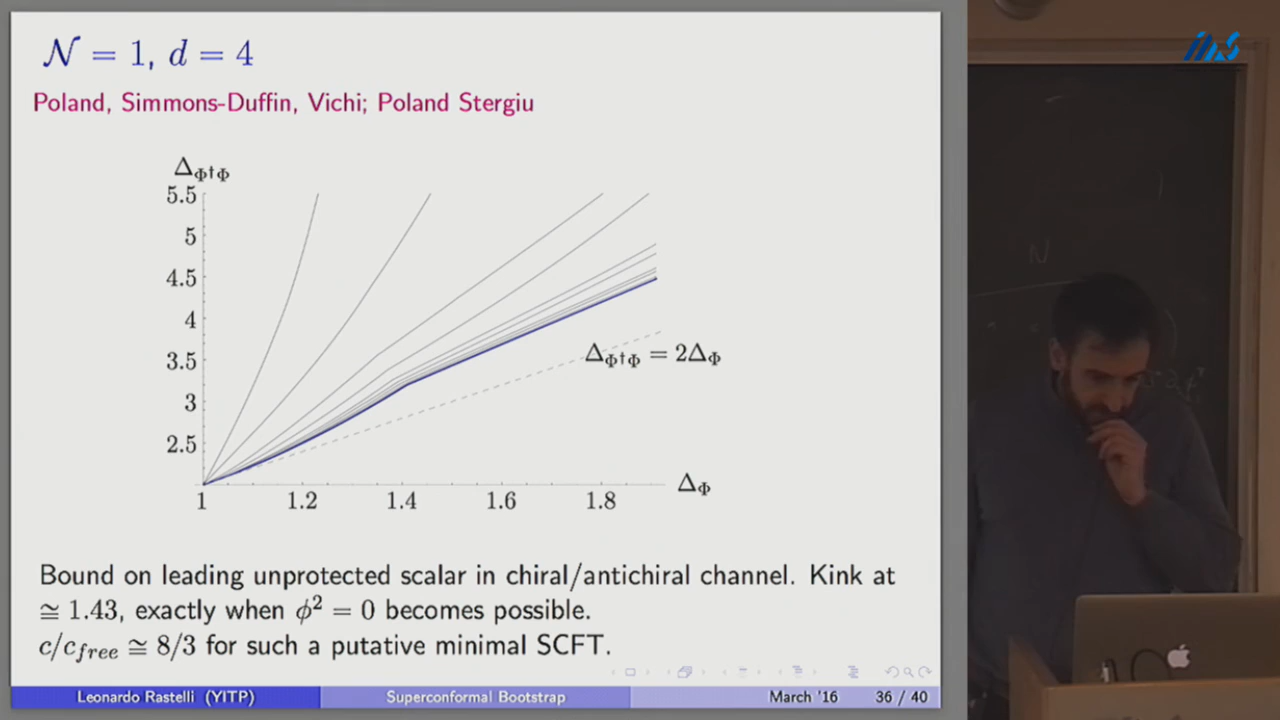 N = 1, d = 4
Poland, Simmons-Duffin, Vichi; Poland Stergiu
Δ_Φ†Φ
5.5
5
4.5
4
3.5
3
2.5
Δ_Φ†Φ = 2Δ_Φ
Δ_Φ
1 1.2 1.4 1.6 1.8
Bound on leading unprotected scalar in chiral/antichiral channel. Kink at
≅ 1.43, exactly when ϕ² = 0 becomes possible.
c/c_free ≅ 8/3 for such a putative minimal SCFT.
Leonardo Rastelli (YITP) Superconformal Bootstrap March '16 36 / 40
IHES
N